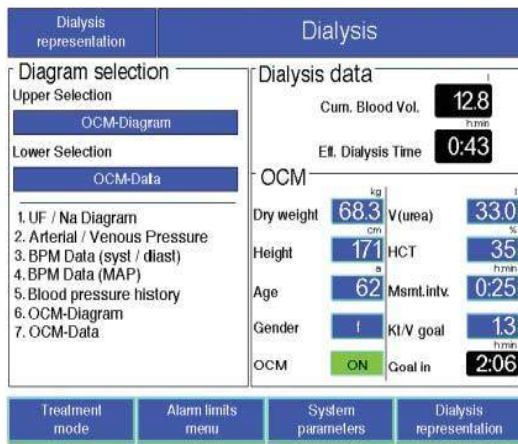 Dialysis
representation
Dialysis
Diagram selection
Upper Selection
OCM-Diagram
Lower Selection
OCM-Data
1. UF / Na Diagram
2. Arterial / Venous Pressure
3. BPM Data (syst / diast)
4. BPM Data (MAP)
5. Blood pressure history
6. OCM-Diagram
7. OCM-Data
Dialysis data
l
Cum. Blood Vol. 12.8
h:min
Eff. Dialysis Time 0:43
OCM
kg l
Dry weight 68.3 V(urea) 33.0
cm %
Height 171 HCT 35
a h:min
Age 62 Msmt.intv. 0:25
Gender f Kt/V goal 1.3
h:min
OCM ON Goal in 2:06
Treatment
mode
Alarm limits
menu
System
parameters
Dialysis
representation